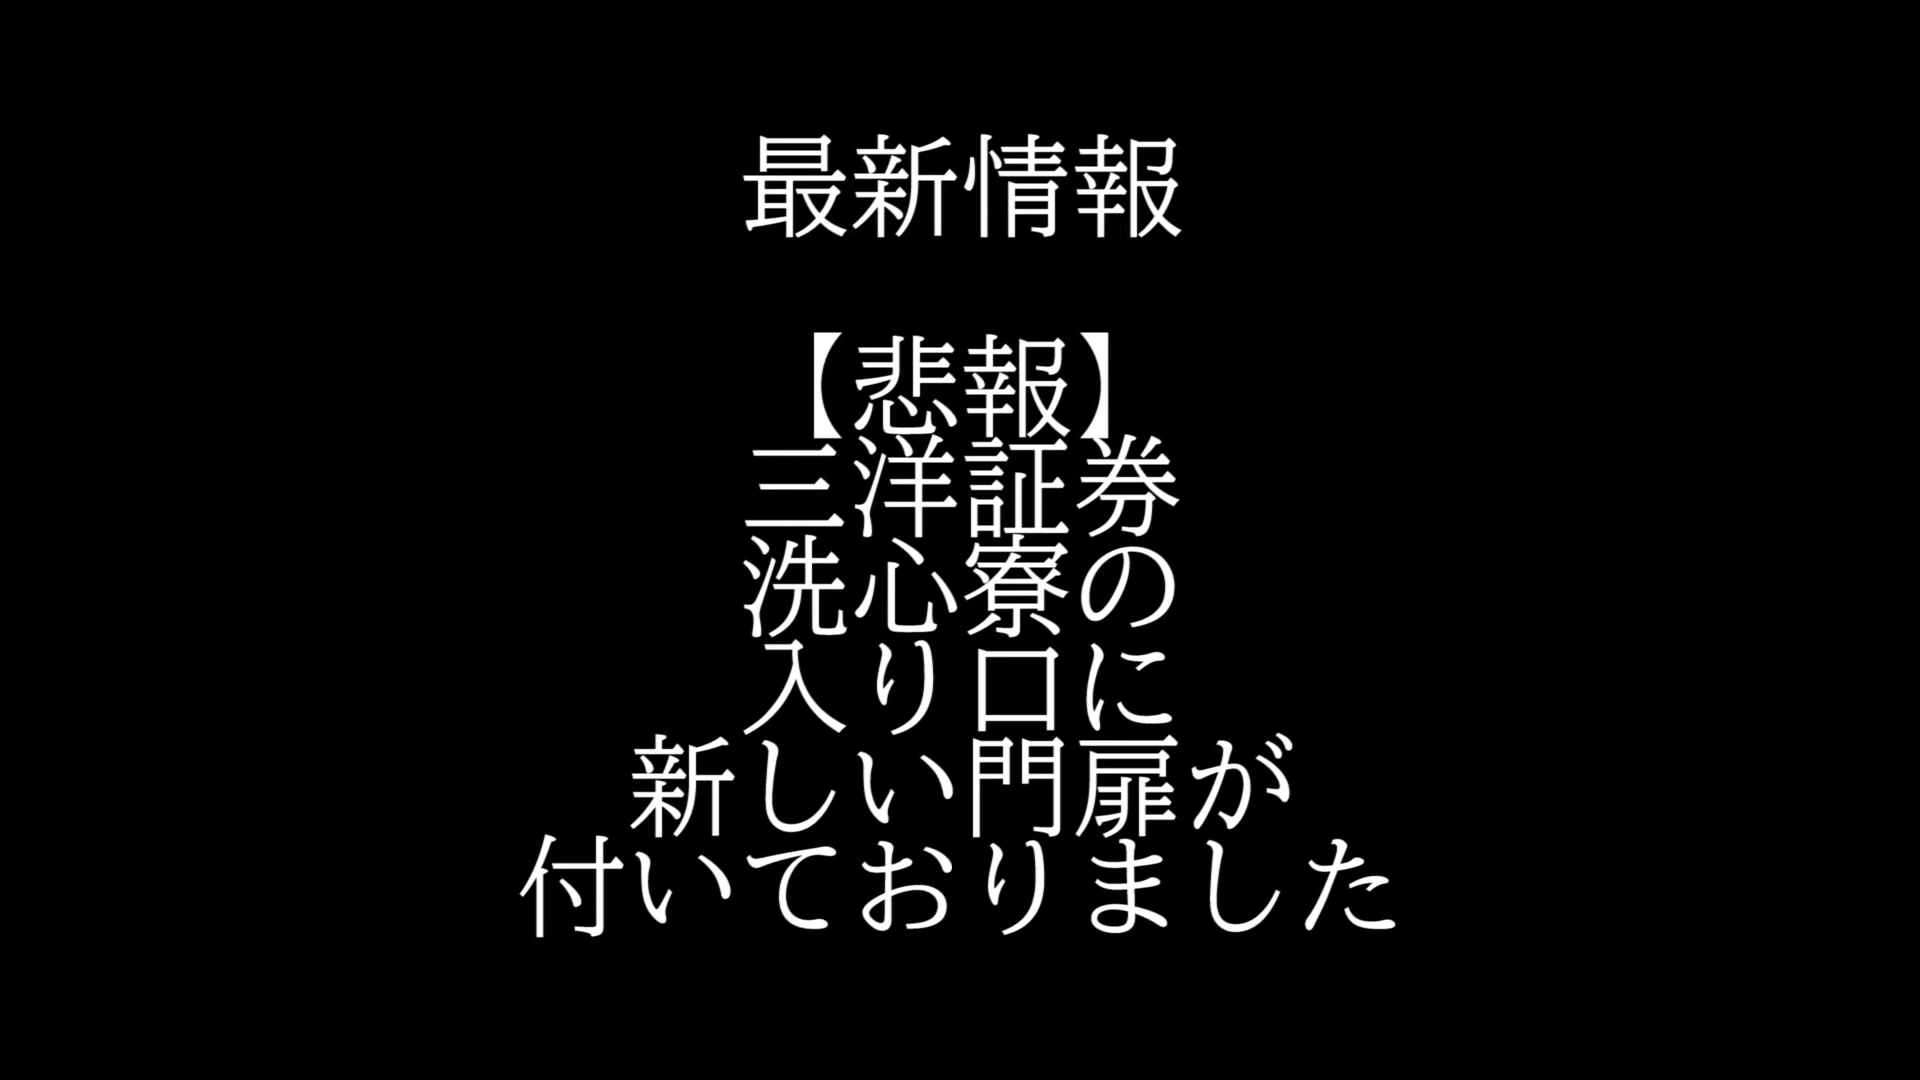 最新情報
【悲報】
三洋証券
洗心寮の
入り口に
新しい門扉が
付いておりました